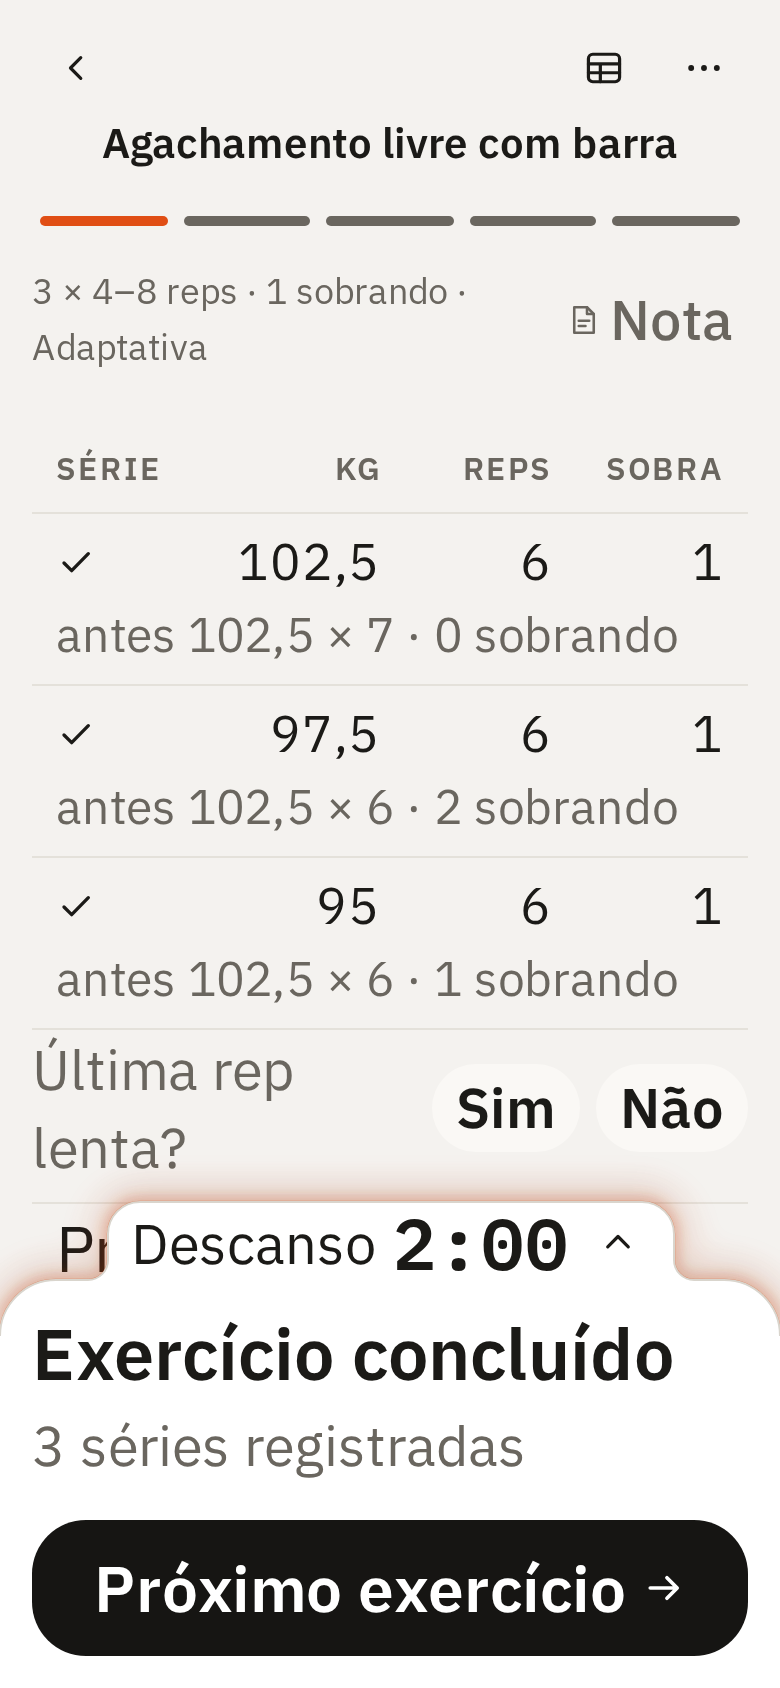 Agachamento livre com barra
3 × 4–8 reps · 1 sobrando ·
Adaptativa
Nota
SÉRIE KG REPS SOBRA
102,5 6 1
antes 102,5 × 7 · 0 sobrando
97,5 6 1
antes 102,5 × 6 · 2 sobrando
95 6 1
antes 102,5 × 6 · 1 sobrando
Última rep
lenta?
Sim Não
Descanso 2:00
Exercício concluído
3 séries registradas
Próximo exercício →